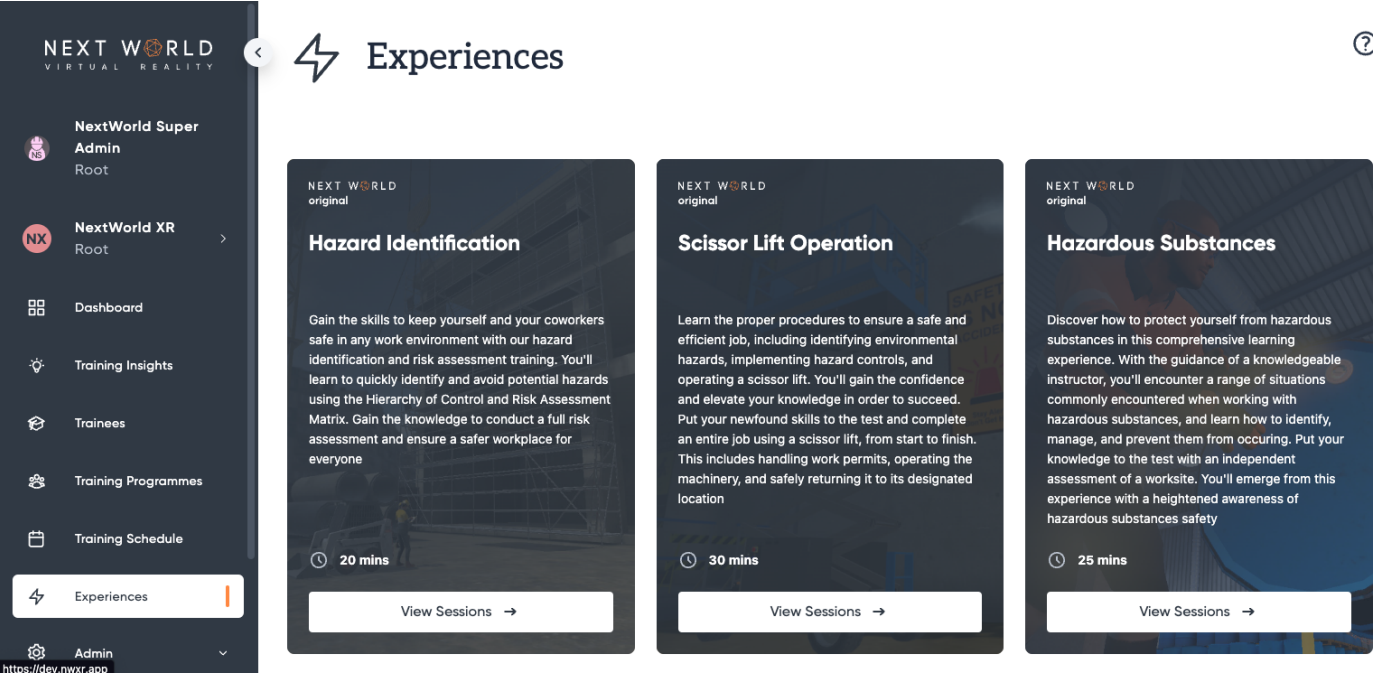 NEXT WORLD
VIRTUAL REALITY
NS
NextWorld Super
Admin
Root
NX
NextWorld XR
Root
Dashboard
Training Insights
Trainees
Training Programmes
Training Schedule
Experiences
Admin
https://dev.nwxr.app
Experiences
?
NEXT WORLD
original
Hazard Identification
Gain the skills to keep yourself and your coworkers
safe in any work environment with our hazard
identification and risk assessment training. You'll
learn to quickly identify and avoid potential hazards
using the Hierarchy of Control and Risk Assessment
Matrix. Gain the knowledge to conduct a full risk
assessment and ensure a safer workplace for
everyone
20 mins
View Sessions →
NEXT WORLD
original
Scissor Lift Operation
Learn the proper procedures to ensure a safe and
efficient job, including identifying environmental
hazards, implementing hazard controls, and
operating a scissor lift. You'll gain the confidence
and elevate your knowledge in order to succeed.
Put your newfound skills to the test and complete
an entire job using a scissor lift, from start to finish.
This includes handling work permits, operating the
machinery, and safely returning it to its designated
location
30 mins
View Sessions →
NEXT WORLD
original
Hazardous Substances
Discover how to protect yourself from hazardous
substances in this comprehensive learning
experience. With the guidance of a knowledgeable
instructor, you'll encounter a range of situations
commonly encountered when working with
hazardous substances, and learn how to identify,
manage, and prevent them from occuring. Put your
knowledge to the test with an independent
assessment of a worksite. You'll emerge from this
experience with a heightened awareness of
hazardous substances safety
25 mins
View Sessions →